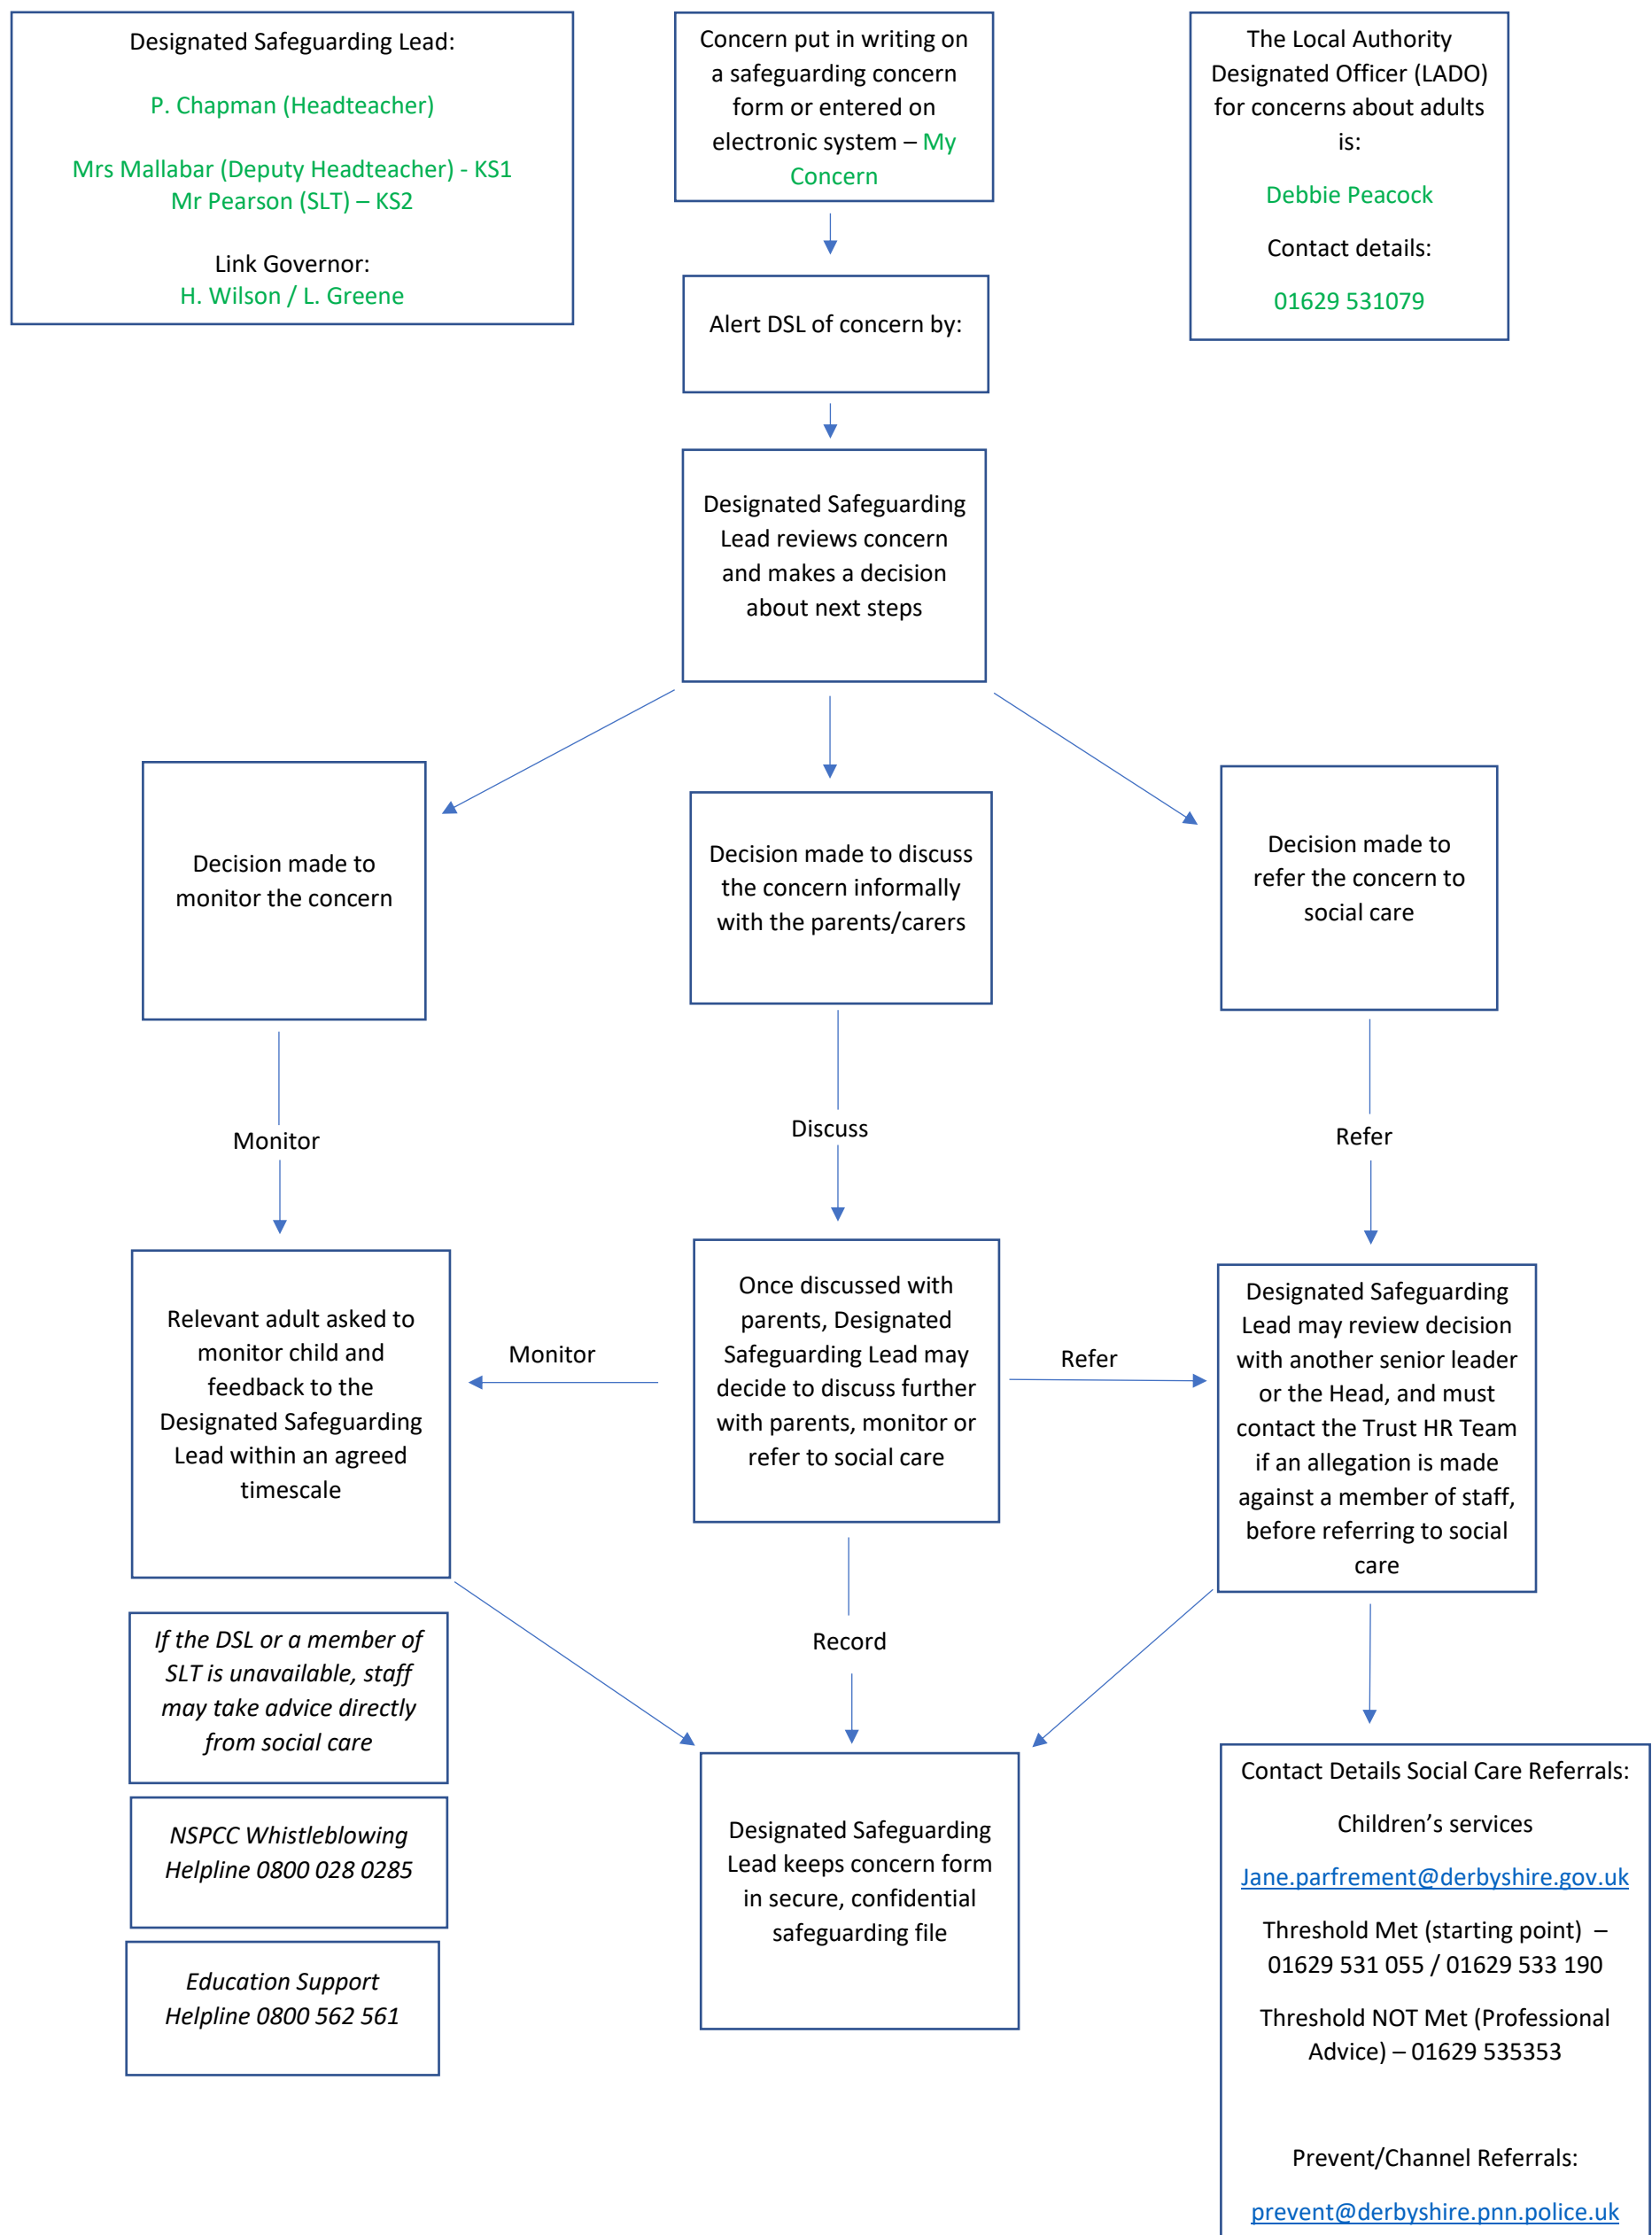 Designated Safeguarding Lead:
P. Chapman (Headteacher)
Mrs Mallabar (Deputy Headteacher) - KS1
Mr Pearson (SLT) – KS2
Link Governor:
H. Wilson / L. Greene
Concern put in writing on
a safeguarding concern
form or entered on
electronic system – My
Concern
The Local Authority
Designated Officer (LADO)
for concerns about adults
is:
Debbie Peacock
Contact details:
01629 531079
Alert DSL of concern by:
Designated Safeguarding
Lead reviews concern
and makes a decision
about next steps
Decision made to
monitor the concern
Decision made to discuss
the concern informally
with the parents/carers
Decision made to
refer the concern to
social care
Monitor
Discuss
Refer
Relevant adult asked to
monitor child and
feedback to the
Designated Safeguarding
Lead within an agreed
timescale
Monitor
Once discussed with
parents, Designated
Safeguarding Lead may
decide to discuss further
with parents, monitor or
refer to social care
Refer
Designated Safeguarding
Lead may review decision
with another senior leader
or the Head, and must
contact the Trust HR Team
if an allegation is made
against a member of staff,
before referring to social
care
If the DSL or a member of
SLT is unavailable, staff
may take advice directly
from social care
Record
NSPCC Whistleblowing
Helpline 0800 028 0285
Education Support
Helpline 0800 562 561
Designated Safeguarding
Lead keeps concern form
in secure, confidential
safeguarding file
Contact Details Social Care Referrals:
Children’s services
Jane.parfrement@derbyshire.gov.uk
Threshold Met (starting point) –
01629 531 055 / 01629 533 190
Threshold NOT Met (Professional
Advice) – 01629 535353
Prevent/Channel Referrals:
prevent@derbyshire.pnn.police.uk